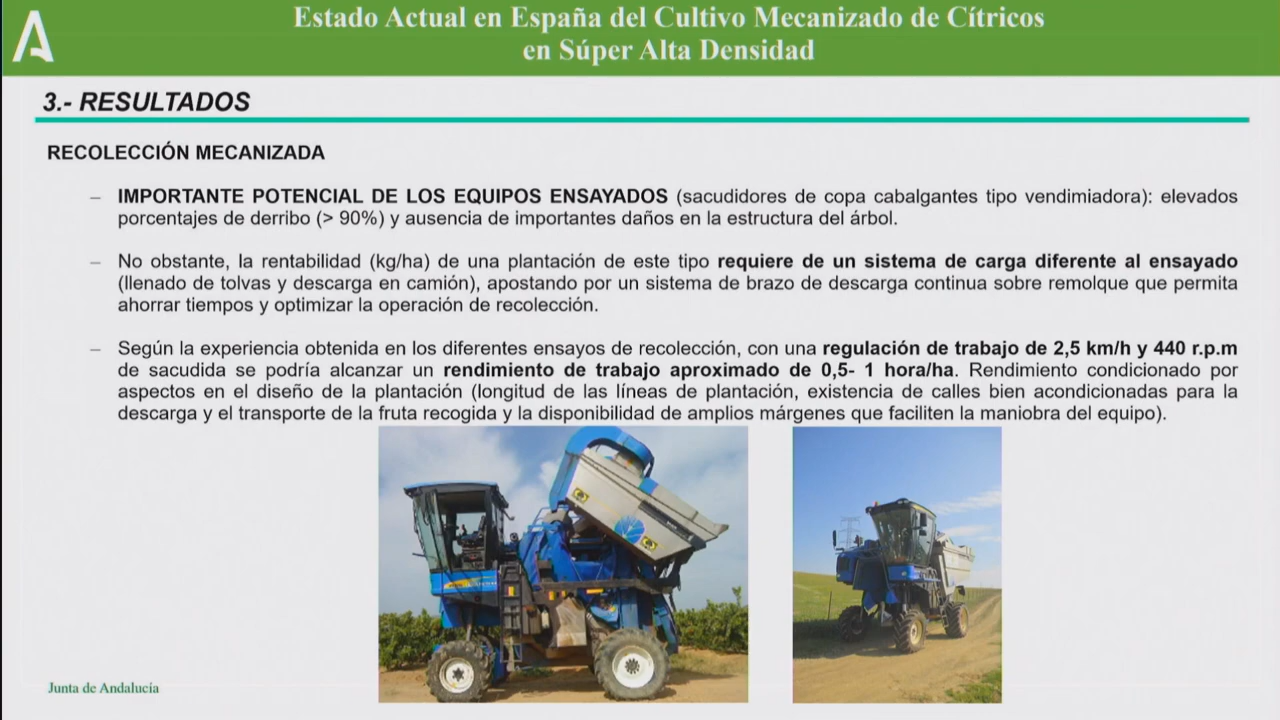 Estado Actual en España del Cultivo Mecanizado de Cítricos
en Súper Alta Densidad
3.- RESULTADOS
RECOLECCIÓN MECANIZADA
– IMPORTANTE POTENCIAL DE LOS EQUIPOS ENSAYADOS (sacudidores de copa cabalgantes tipo vendimiadora): elevados
porcentajes de derribo (> 90%) y ausencia de importantes daños en la estructura del árbol.
– No obstante, la rentabilidad (kg/ha) de una plantación de este tipo requiere de un sistema de carga diferente al ensayado
(llenado de tolvas y descarga en camión), apostando por un sistema de brazo de descarga continua sobre remolque que permita
ahorrar tiempos y optimizar la operación de recolección.
– Según la experiencia obtenida en los diferentes ensayos de recolección, con una regulación de trabajo de 2,5 km/h y 440 r.p.m
de sacudida se podría alcanzar un rendimiento de trabajo aproximado de 0,5- 1 hora/ha. Rendimiento condicionado por
aspectos en el diseño de la plantación (longitud de las líneas de plantación, existencia de calles bien acondicionadas para la
descarga y el transporte de la fruta recogida y la disponibilidad de amplios márgenes que faciliten la maniobra del equipo).
Junta de Andalucía